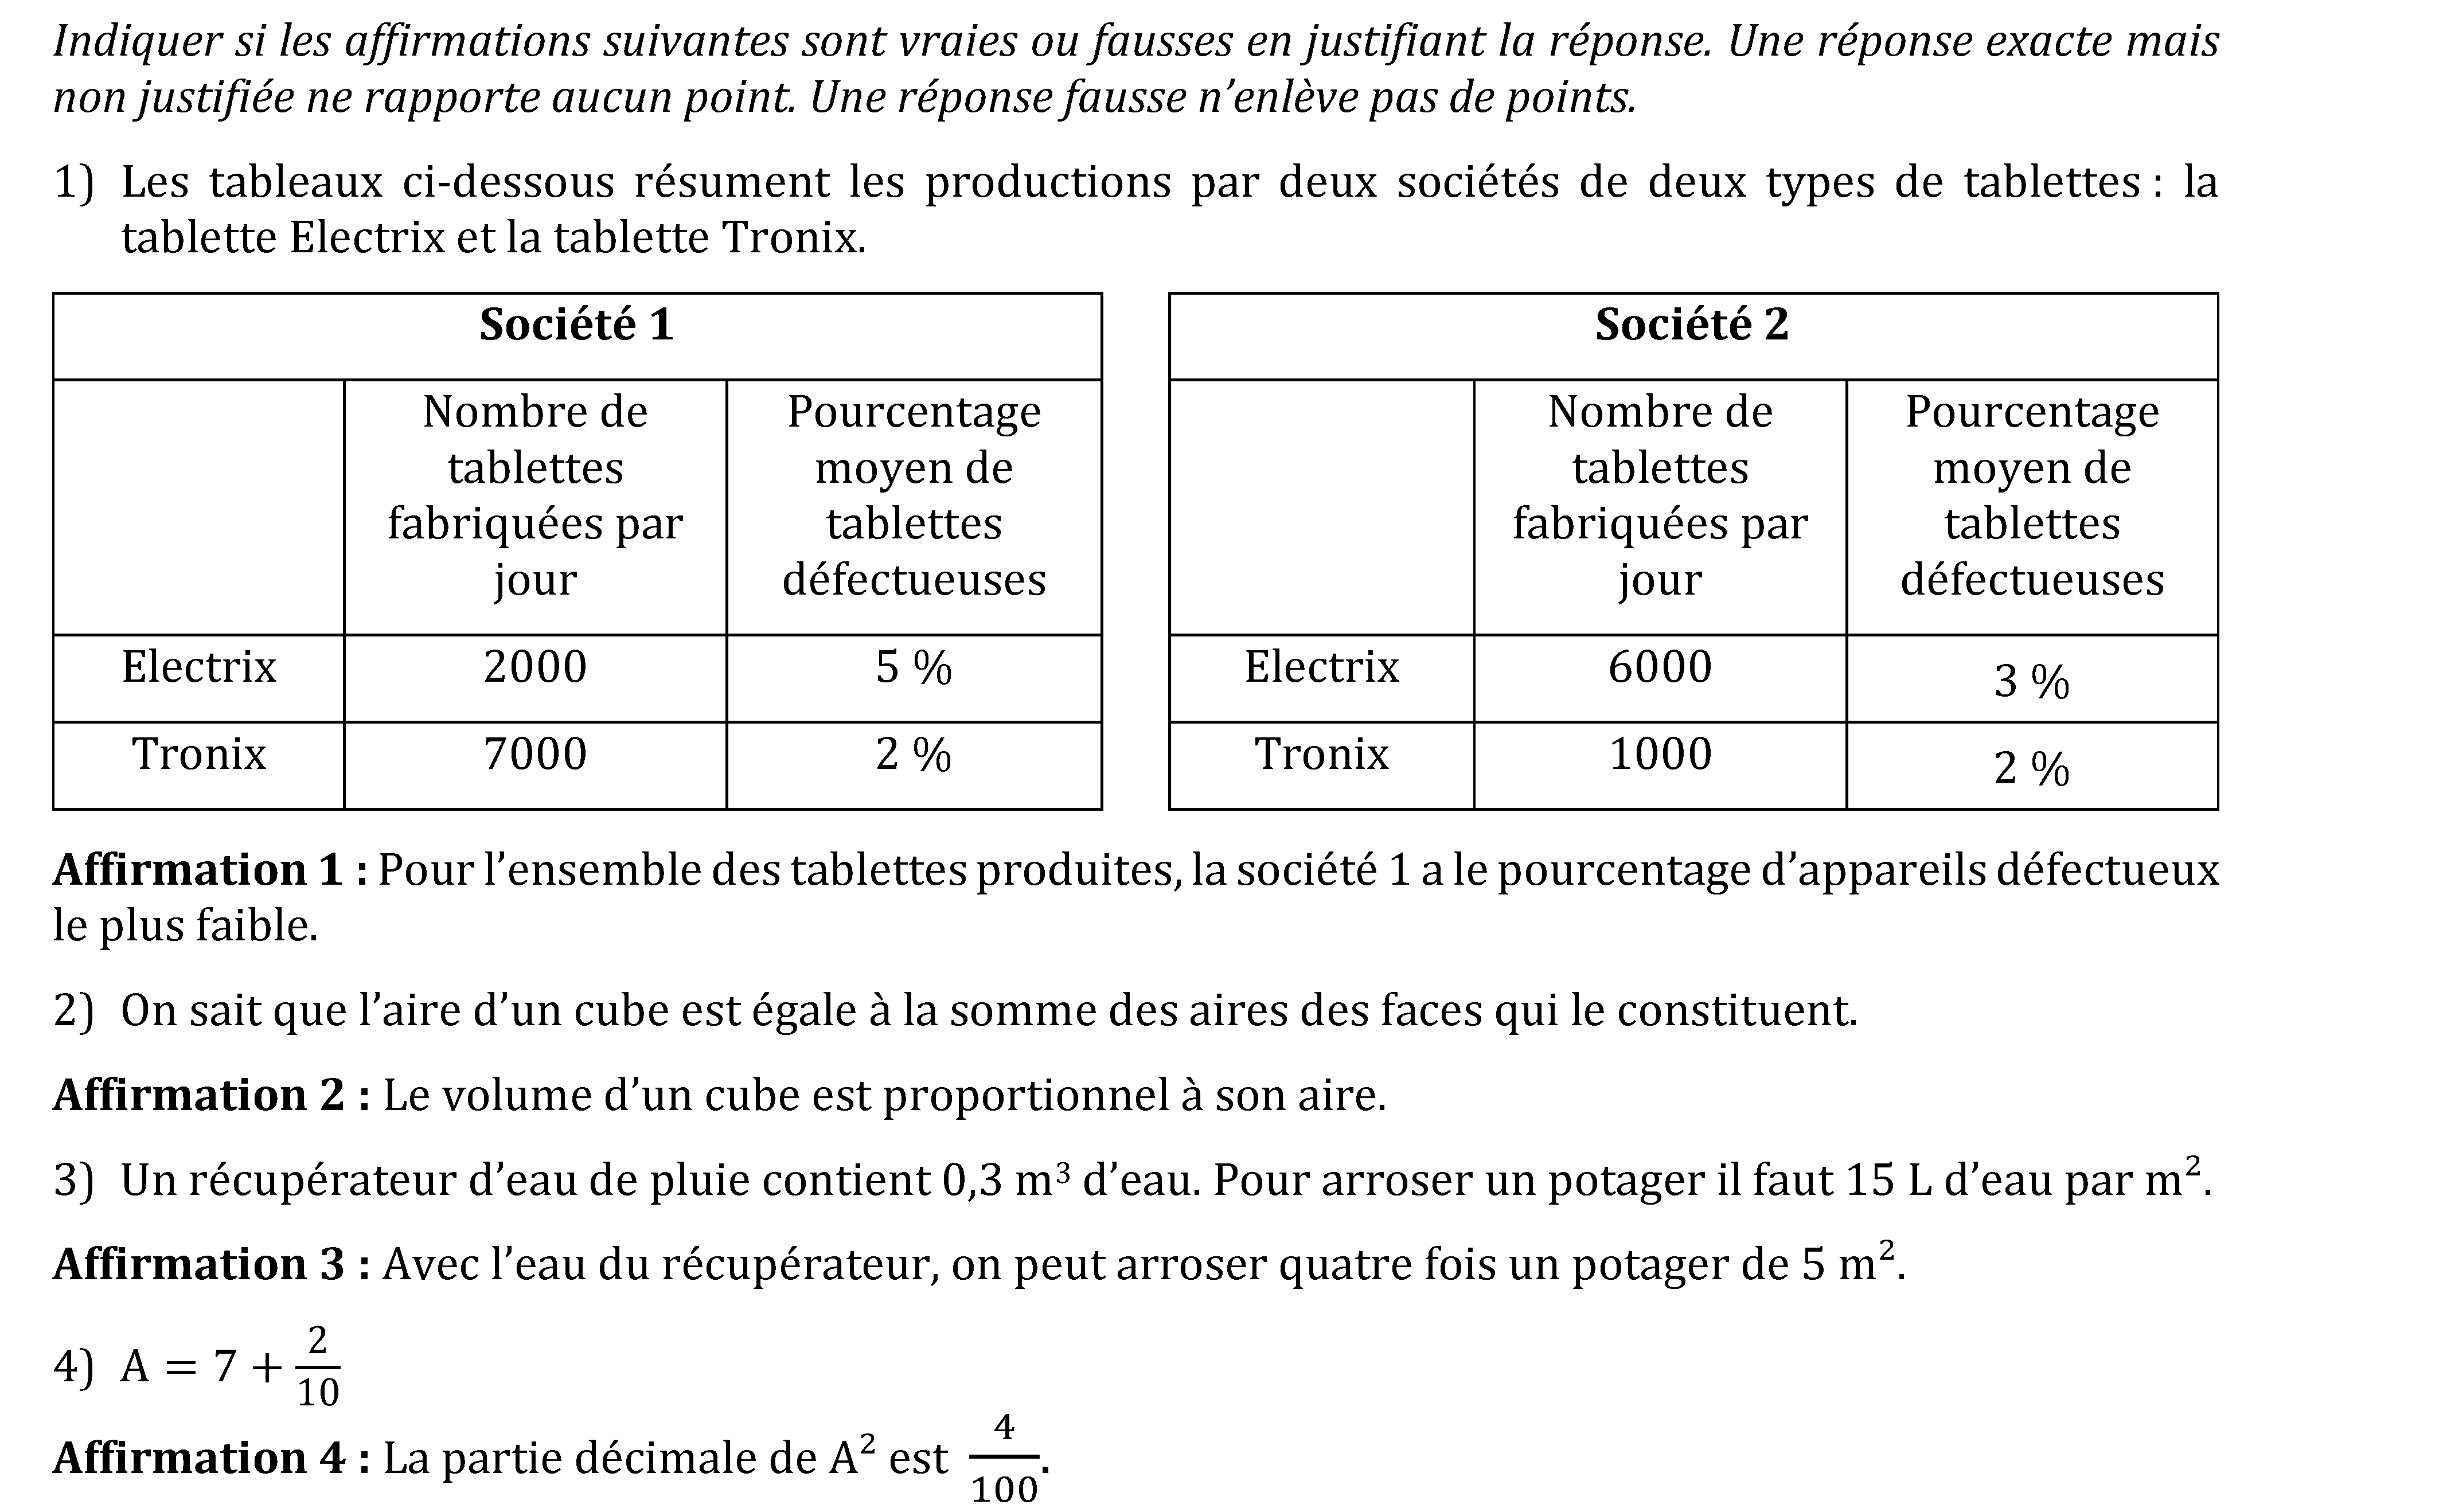 Indiquer si les affirmations suivantes sont vraies ou fausses en justifiant la réponse. Une réponse exacte mais
non justifiée ne rapporte aucun point. Une réponse fausse n’enlève pas de points.
1) Les tableaux ci-dessous résument les productions par deux sociétés de deux types de tablettes : la
tablette Electrix et la tablette Tronix.
Société 1
Nombre de
tablettes
fabriquées par
jour
Pourcentage
moyen de
tablettes
défectueuses
Electrix 2000 5 %
Tronix 7000 2 %
Société 2
Nombre de
tablettes
fabriquées par
jour
Pourcentage
moyen de
tablettes
défectueuses
Electrix 6000 3 %
Tronix 1000 2 %
Affirmation 1 : Pour l’ensemble des tablettes produites, la société 1 a le pourcentage d’appareils défectueux
le plus faible.
2) On sait que l’aire d’un cube est égale à la somme des aires des faces qui le constituent.
Affirmation 2 : Le volume d’un cube est proportionnel à son aire.
3) Un récupérateur d’eau de pluie contient 0,3 m³ d’eau. Pour arroser un potager il faut 15 L d’eau par m².
Affirmation 3 : Avec l’eau du récupérateur, on peut arroser quatre fois un potager de 5 m².
4) A = 7 + 2/10
Affirmation 4 : La partie décimale de A² est 4/100.